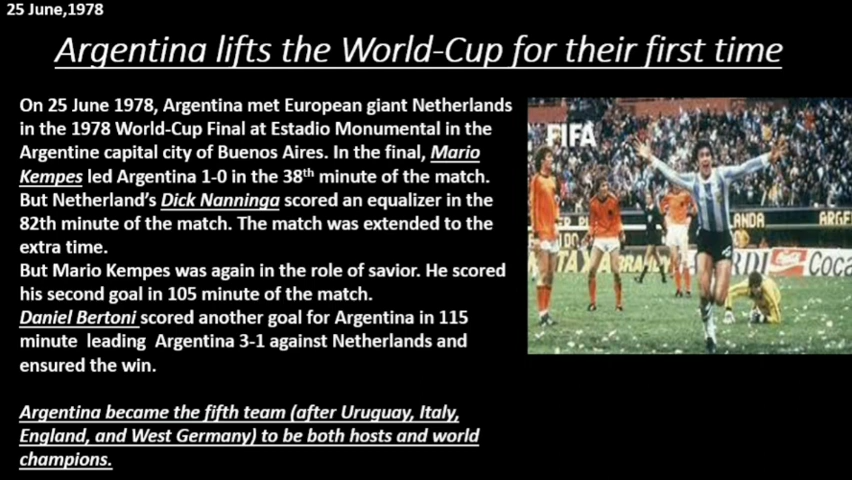 25 June,1978
Argentina lifts the World-Cup for their first time
On 25 June 1978, Argentina met European giant Netherlands
in the 1978 World-Cup Final at Estadio Monumental in the
Argentine capital city of Buenos Aires. In the final, Mario
Kempes led Argentina 1-0 in the 38th minute of the match.
But Netherland's Dick Nanninga scored an equalizer in the
82th minute of the match. The match was extended to the
extra time.
But Mario Kempes was again in the role of savior. He scored
his second goal in 105 minute of the match.
Daniel Bertoni scored another goal for Argentina in 115
minute leading Argentina 3-1 against Netherlands and
ensured the win.
Argentina became the fifth team (after Uruguay, Italy,
England, and West Germany) to be both hosts and world
champions.
FIFA
ANDA ARGE
Coca